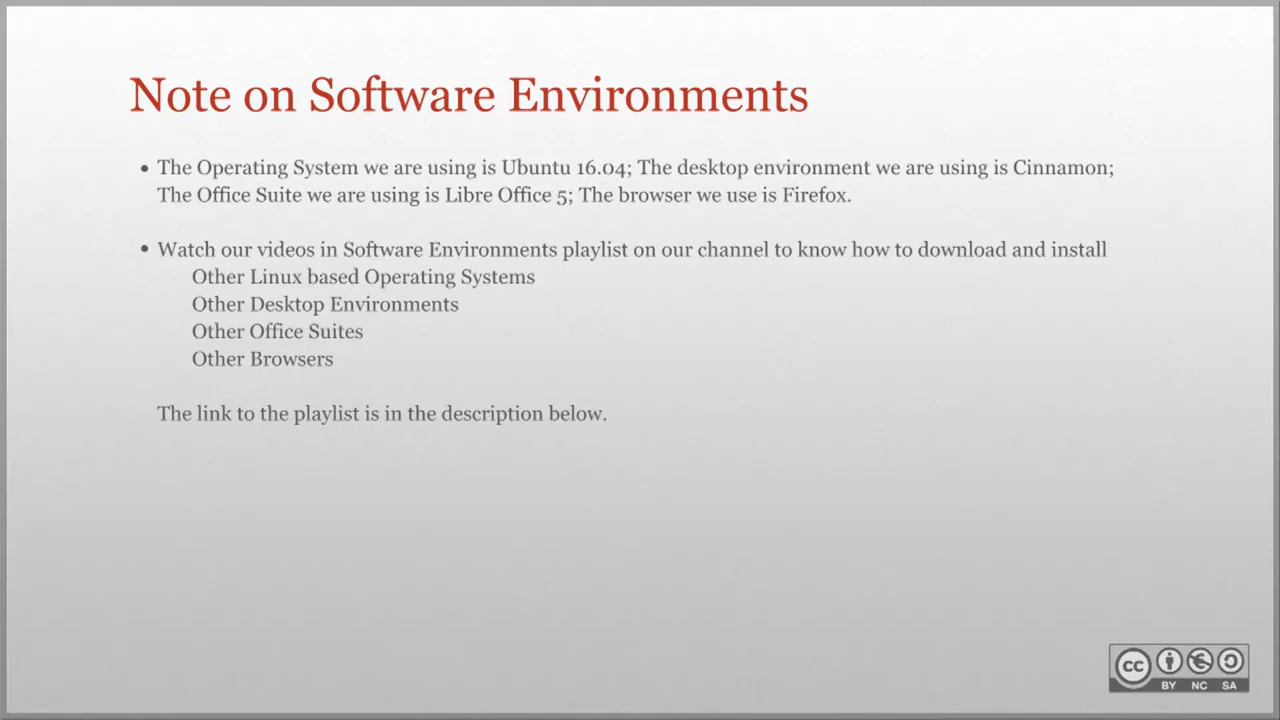 Note on Software Environments
• The Operating System we are using is Ubuntu 16.04; The desktop environment we are using is Cinnamon;
The Office Suite we are using is Libre Office 5; The browser we use is Firefox.
• Watch our videos in Software Environments playlist on our channel to know how to download and install
Other Linux based Operating Systems
Other Desktop Environments
Other Office Suites
Other Browsers
The link to the playlist is in the description below.
cc
BY NC SA